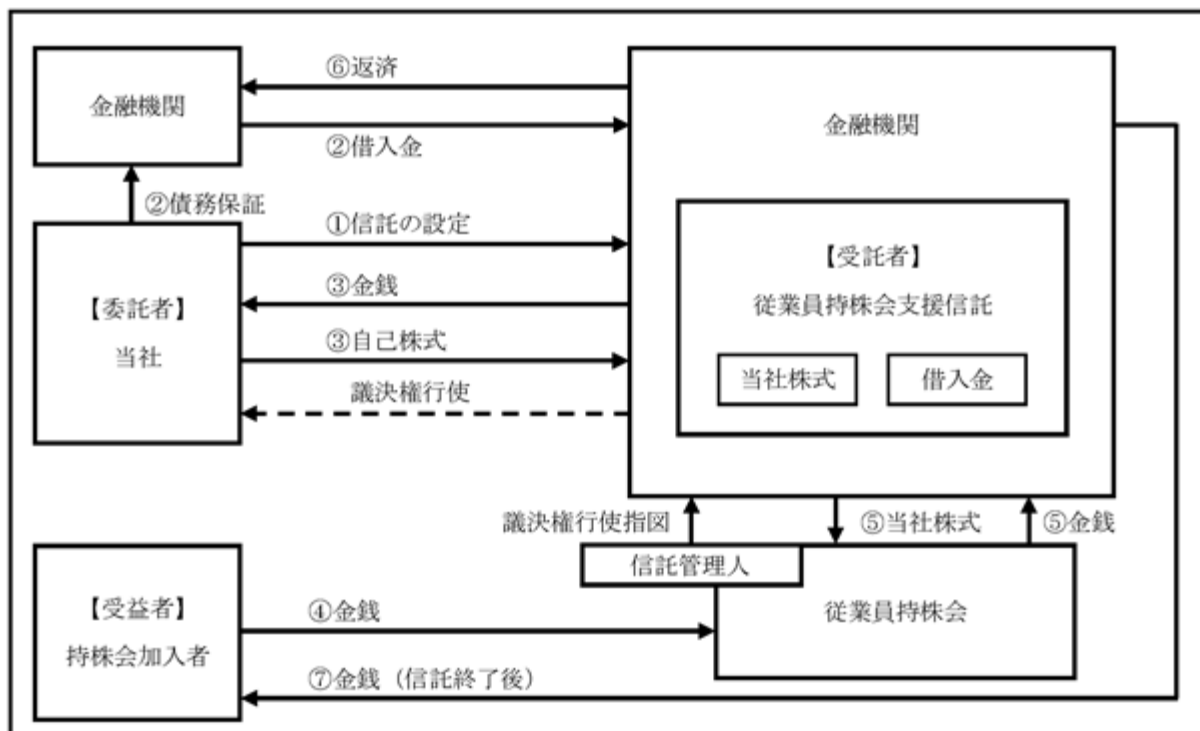 ⑥返済
金融機関
②借入金
金融機関
②債務保証
①信託の設定
【委託者】
当社
③金銭
③自己株式
議決権行使
【受託者】
従業員持株会支援信託
当社株式
借入金
議決権行使指図
⑤当社株式
⑤金銭
信託管理人
従業員持株会
【受益者】
持株会加入者
④金銭
⑦金銭（信託終了後）